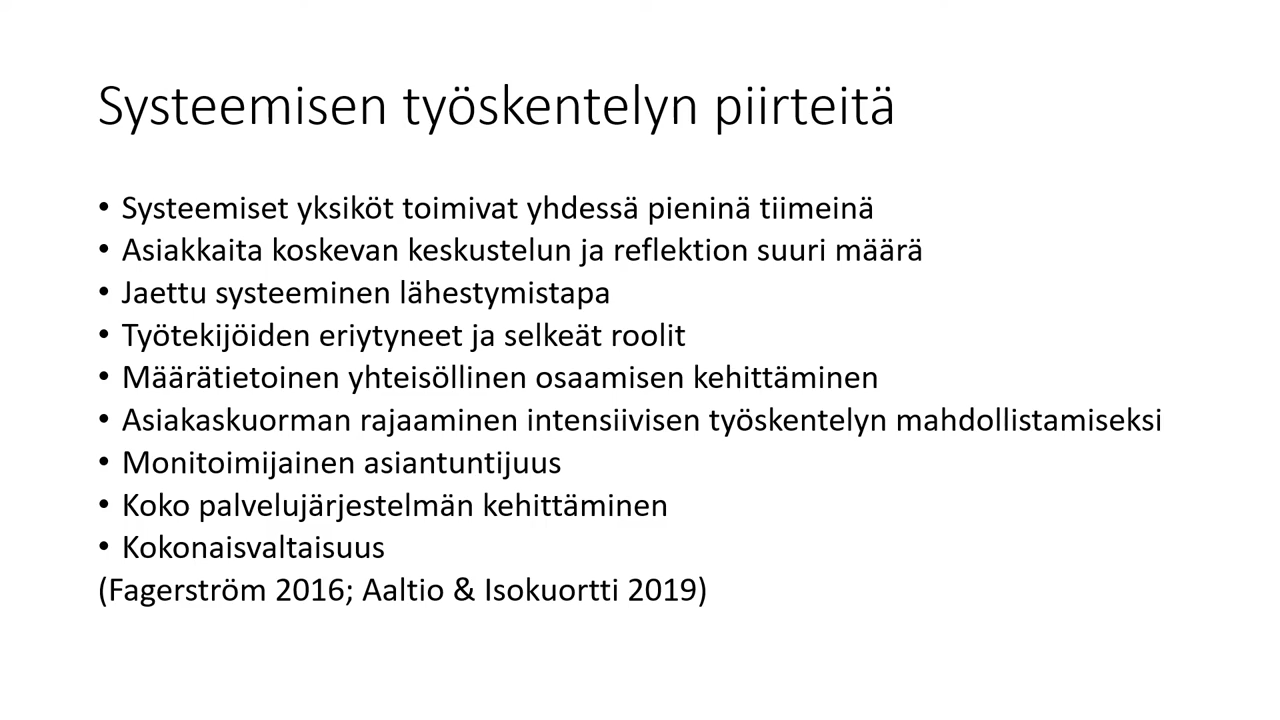 Systeemisen työskentelyn piirteitä
• Systeemiset yksiköt toimivat yhdessä pieninä tiimeinä
• Asiakkaita koskevan keskustelun ja reflektion suuri määrä
• Jaettu systeeminen lähestymistapa
• Työtekijöiden eriytyneet ja selkeät roolit
• Määrätietoinen yhteisöllinen osaamisen kehittäminen
• Asiakaskuorman rajaaminen intensiivisen työskentelyn mahdollistamiseksi
• Monitoimijainen asiantuntijuus
• Koko palvelujärjestelmän kehittäminen
• Kokonaisvaltaisuus
(Fagerström 2016; Aaltio & Isokuortti 2019)